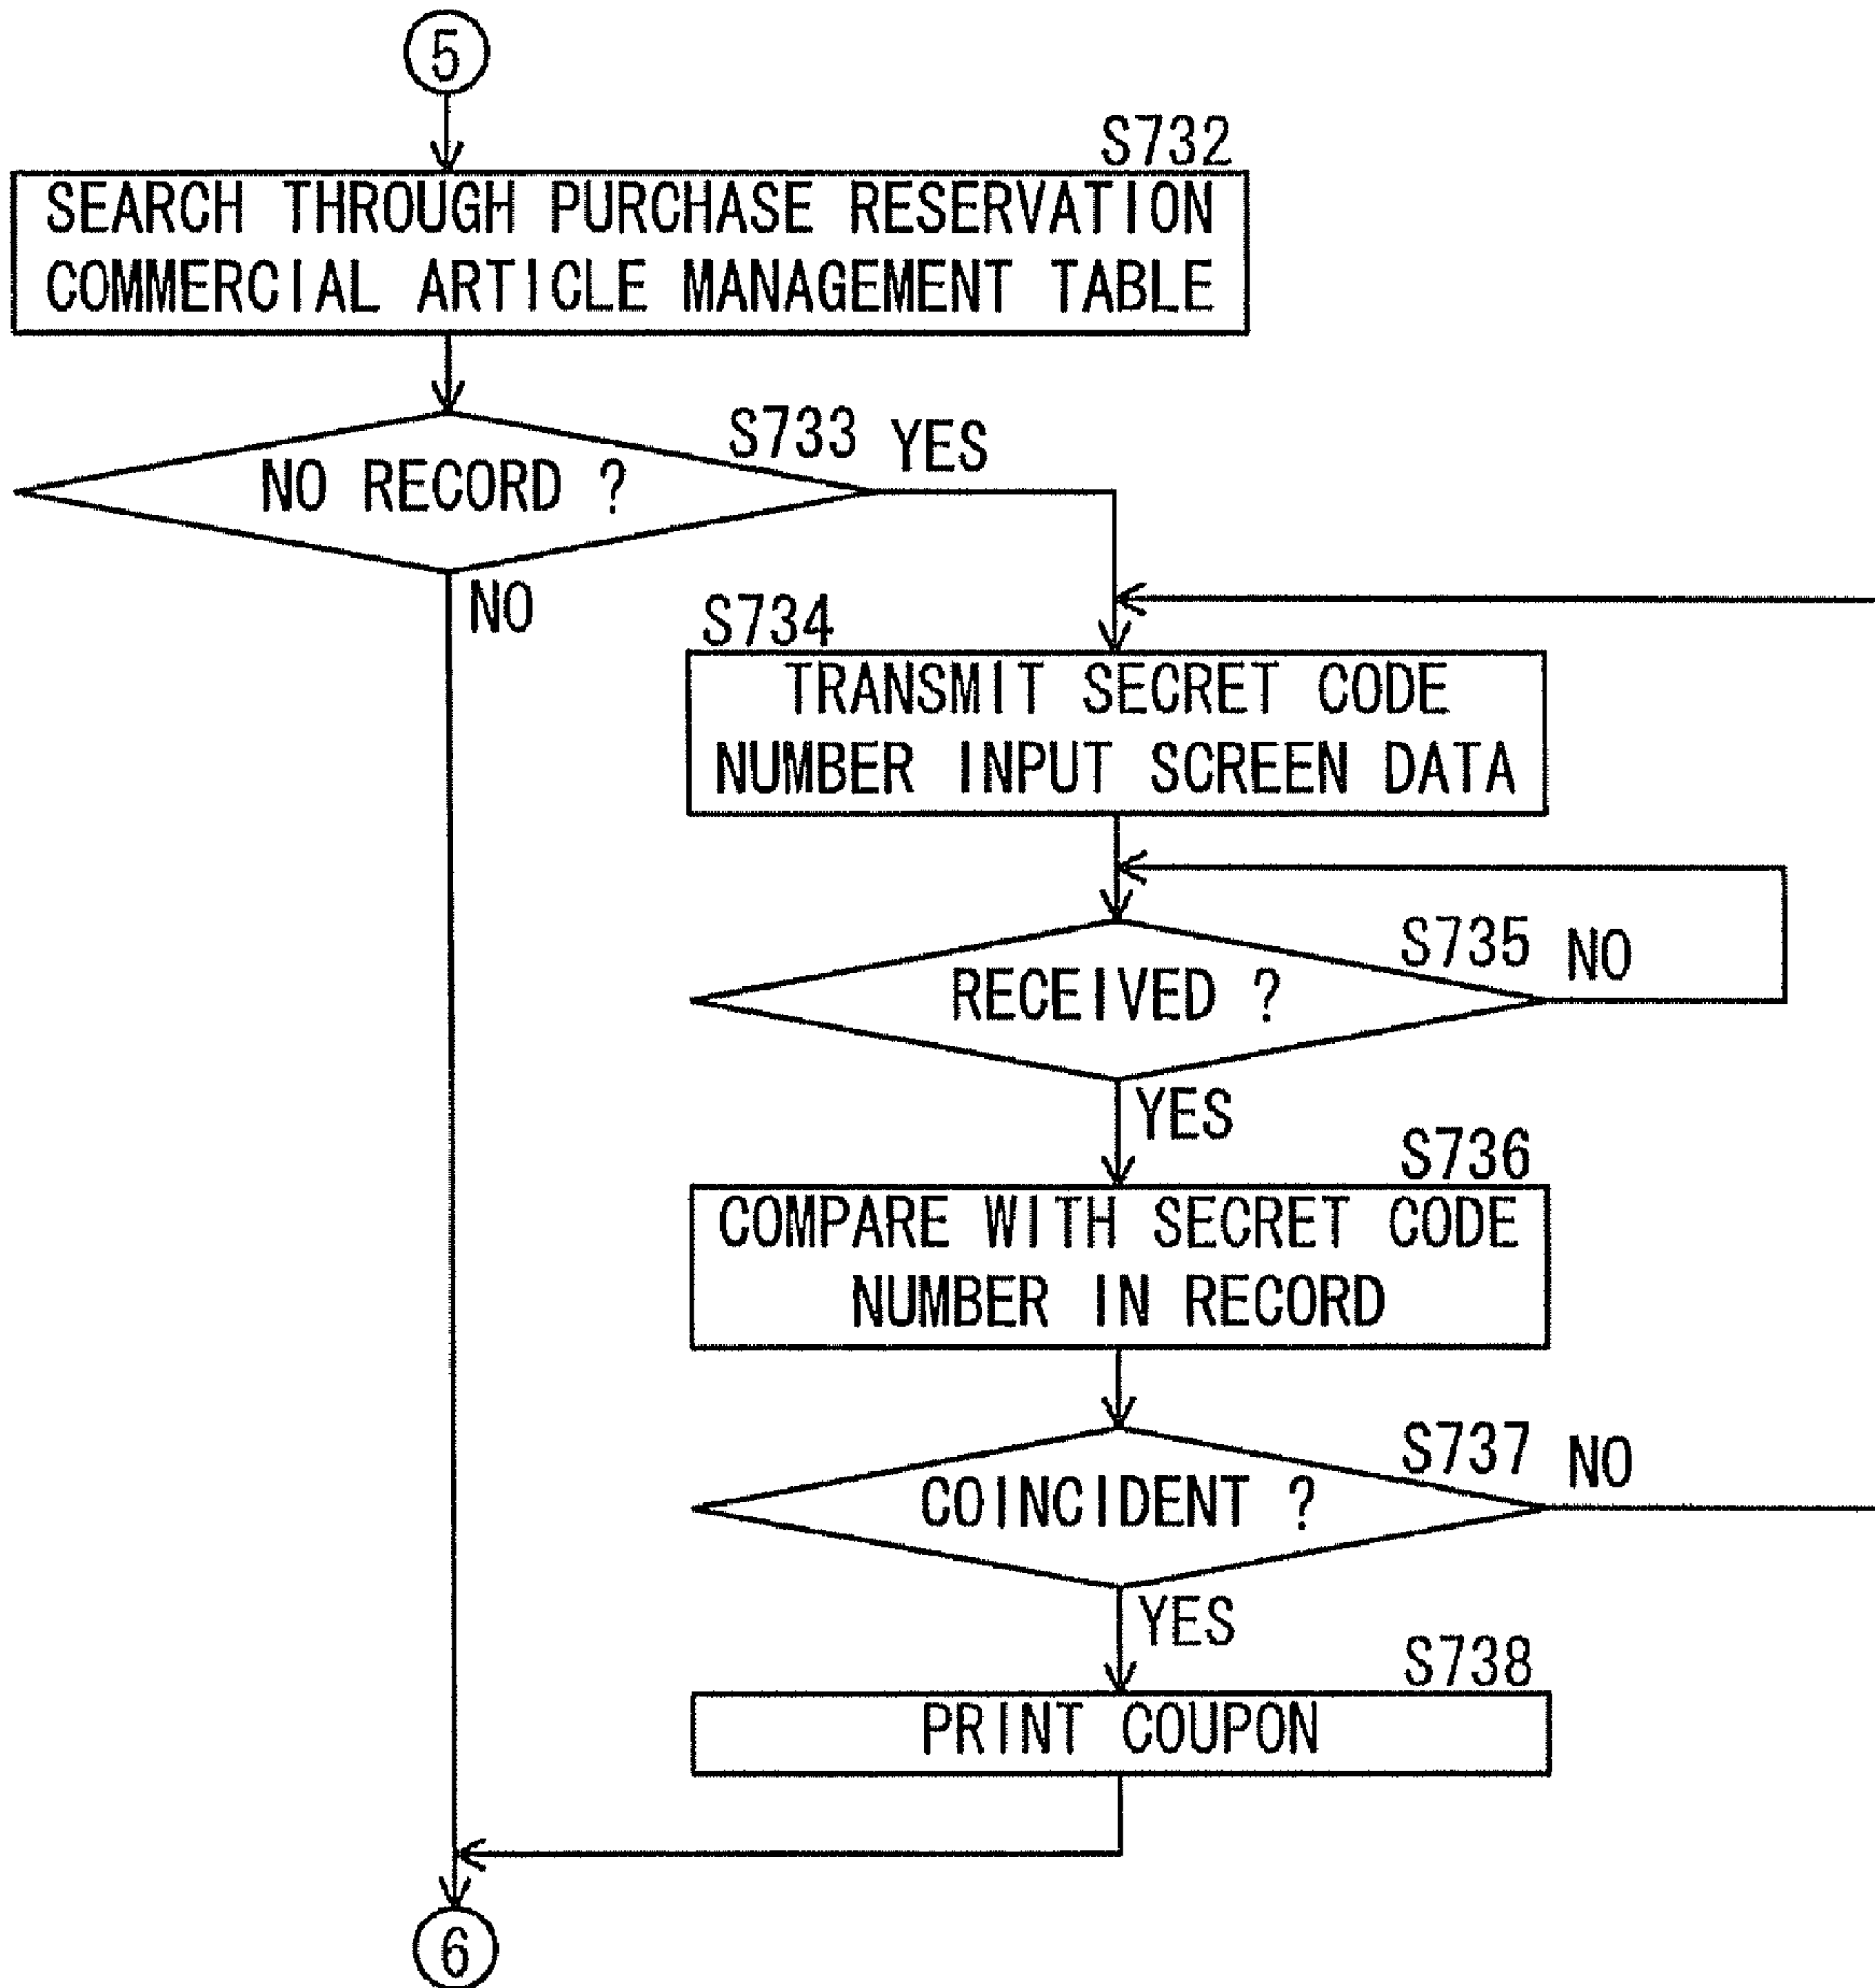 5
S732
SEARCH THROUGH PURCHASE RESERVATION
COMMERCIAL ARTICLE MANAGEMENT TABLE
S733 YES
NO RECORD ?
NO
S734
TRANSMIT SECRET CODE
NUMBER INPUT SCREEN DATA
S735 NO
RECEIVED ?
YES
S736
COMPARE WITH SECRET CODE
NUMBER IN RECORD
S737 NO
COINCIDENT ?
YES
S738
PRINT COUPON
6